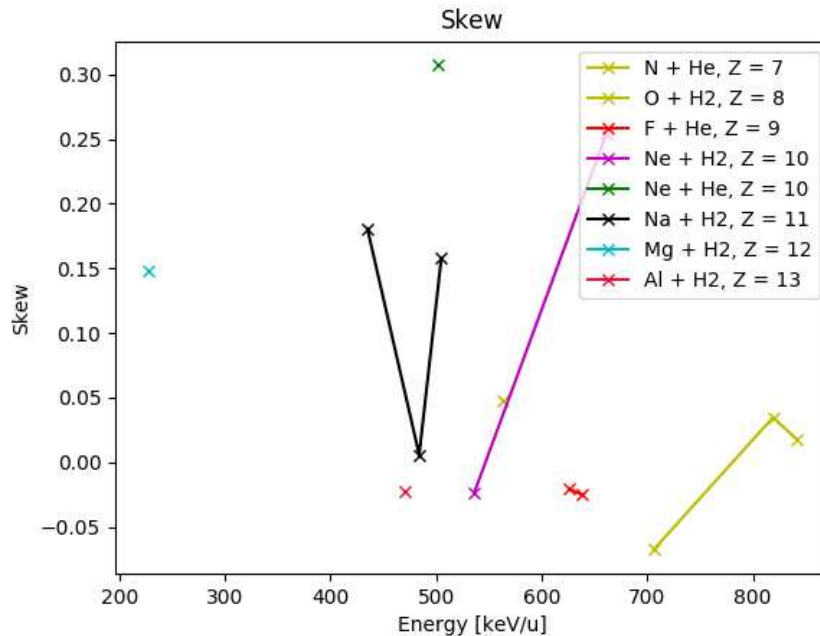 Skew
0.30
0.25
0.20
0.15
0.10
0.05
0.00
−0.05
Skew
N + He, Z = 7
O + H2, Z = 8
F + He, Z = 9
Ne + H2, Z = 10
Ne + He, Z = 10
Na + H2, Z = 11
Mg + H2, Z = 12
Al + H2, Z = 13
200 300 400 500 600 700 800
Energy [keV/u]